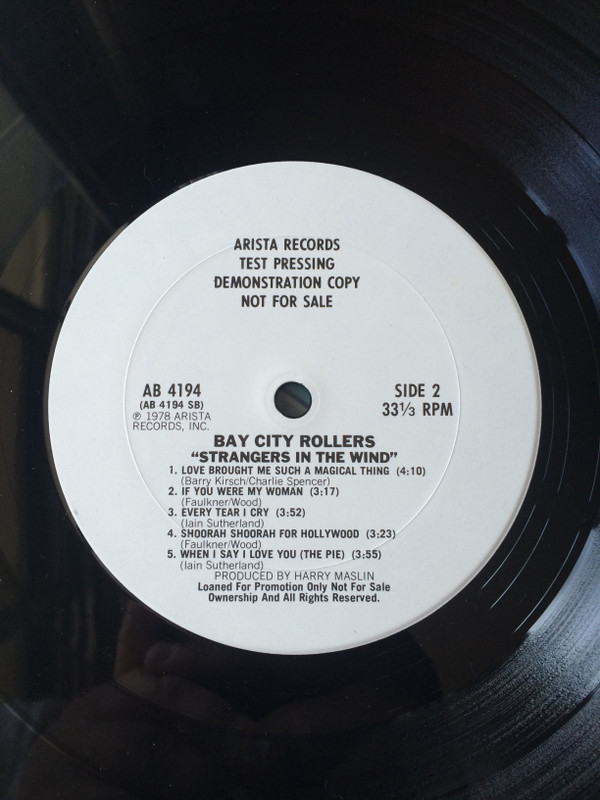 ARISTA RECORDS
TEST PRESSING
DEMONSTRATION COPY
NOT FOR SALE
AB 4194
(AB 4194 SB)
℗ 1978 ARISTA
RECORDS, INC.
SIDE 2
33⅓ RPM
BAY CITY ROLLERS
“STRANGERS IN THE WIND”
1. LOVE BROUGHT ME SUCH A MAGICAL THING (4:10)
(Barry Kirsch/Charlie Spencer)
2. IF YOU WERE MY WOMAN (3:17)
(Faulkner/Wood)
3. EVERY TEAR I CRY (3:52)
(Iain Sutherland)
4. SHOORAH SHOORAH FOR HOLLYWOOD (3:23)
(Faulkner/Wood)
5. WHEN I SAY I LOVE YOU (THE PIE) (3:55)
(Iain Sutherland)
PRODUCED BY HARRY MASLIN
Loaned For Promotion Only Not For Sale
Ownership And All Rights Reserved.